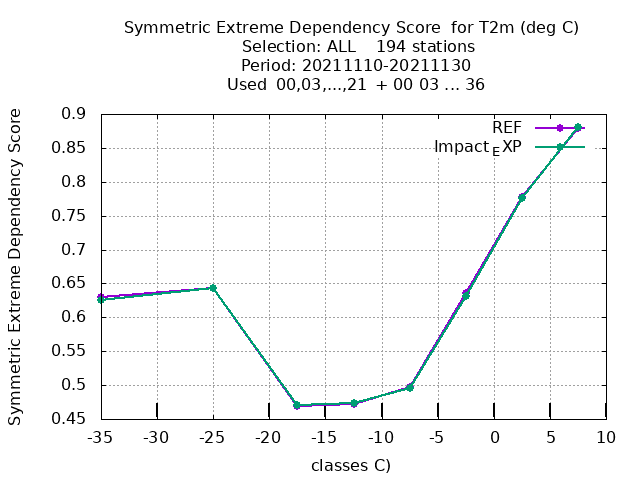 Symmetric Extreme Dependency Score  for T2m (deg C)
Selection: ALL    194 stations
Period: 20211110-20211130
Used  00,03,...,21  + 00 03 ... 36
Symmetric Extreme Dependency Score
0.9
0.85
0.8
0.75
0.7
0.65
0.6
0.55
0.5
0.45
REF
Impact_EXP
-35 -30 -25 -20 -15 -10 -5 0 5 10
classes C)